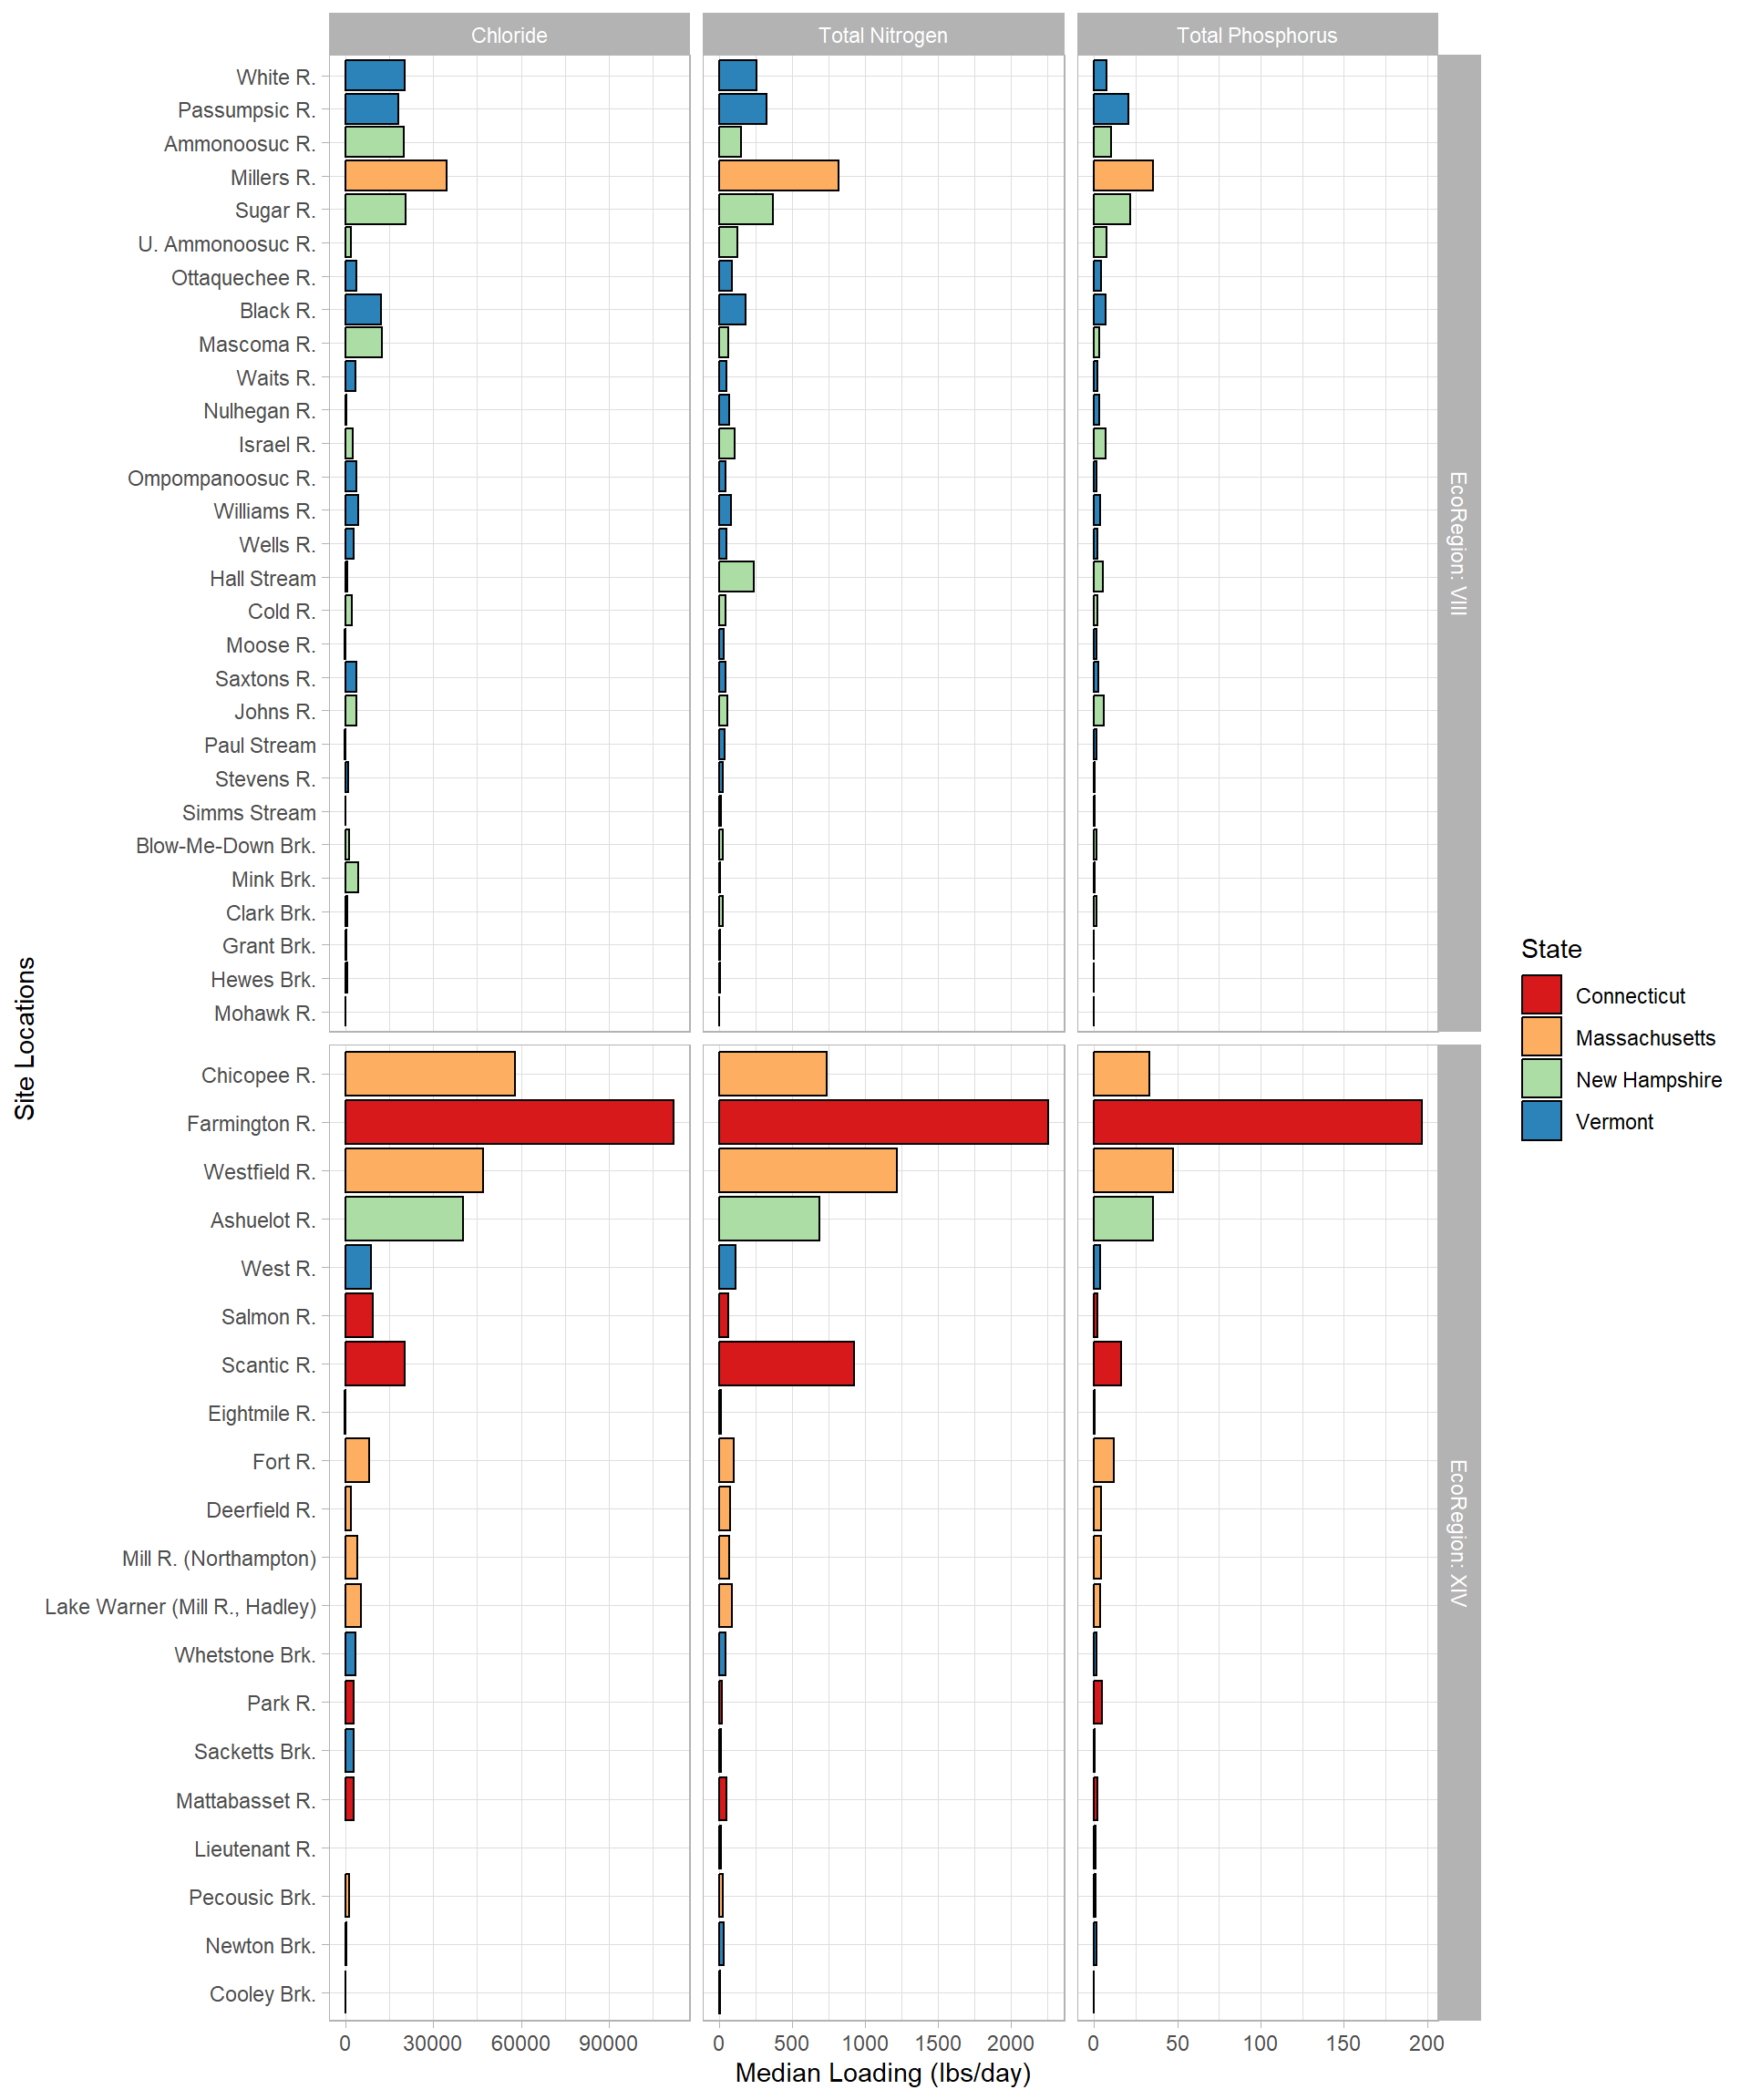 Chloride
Total Nitrogen
Total Phosphorus
White R.
Passumpsic R.
Ammonoosuc R.
Millers R.
Sugar R.
U. Ammonoosuc R.
Ottaquechee R.
Black R.
Mascoma R.
Waits R.
Nulhegan R.
Israel R.
Ompompanoosuc R.
Williams R.
Wells R.
Hall Stream
Cold R.
Moose R.
Saxtons R.
Johns R.
Paul Stream
Stevens R.
Simms Stream
Blow-Me-Down Brk.
Mink Brk.
Clark Brk.
Grant Brk.
Hewes Brk.
Mohawk R.
EcoRegion: VIII
Chicopee R.
Farmington R.
Westfield R.
Ashuelot R.
West R.
Salmon R.
Scantic R.
Eightmile R.
Fort R.
Deerfield R.
Mill R. (Northampton)
Lake Warner (Mill R., Hadley)
Whetstone Brk.
Park R.
Sacketts Brk.
Mattabasset R.
Lieutenant R.
Pecousic Brk.
Newton Brk.
Cooley Brk.
EcoRegion: XIV
0 30000 60000 90000
0 500 1000 1500 2000
0 50 100 150 200
Median Loading (lbs/day)
Site Locations
State
Connecticut
Massachusetts
New Hampshire
Vermont